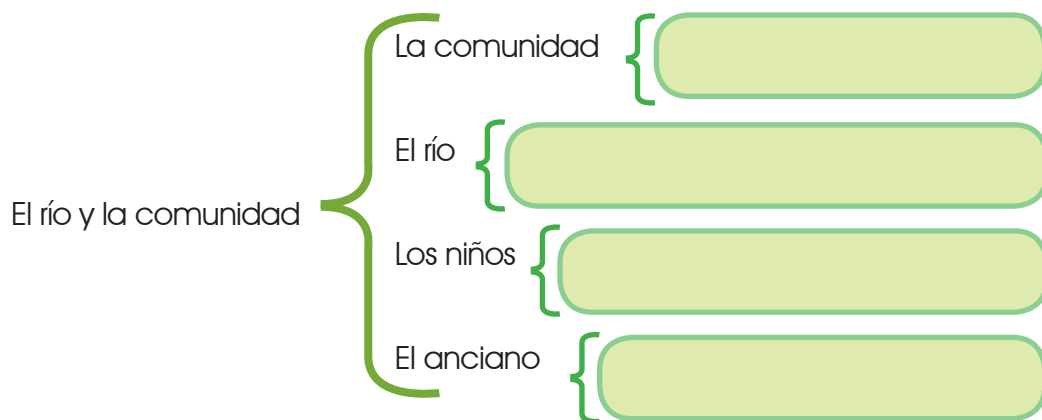 La comunidad
El río
El río y la comunidad
Los niños
El anciano